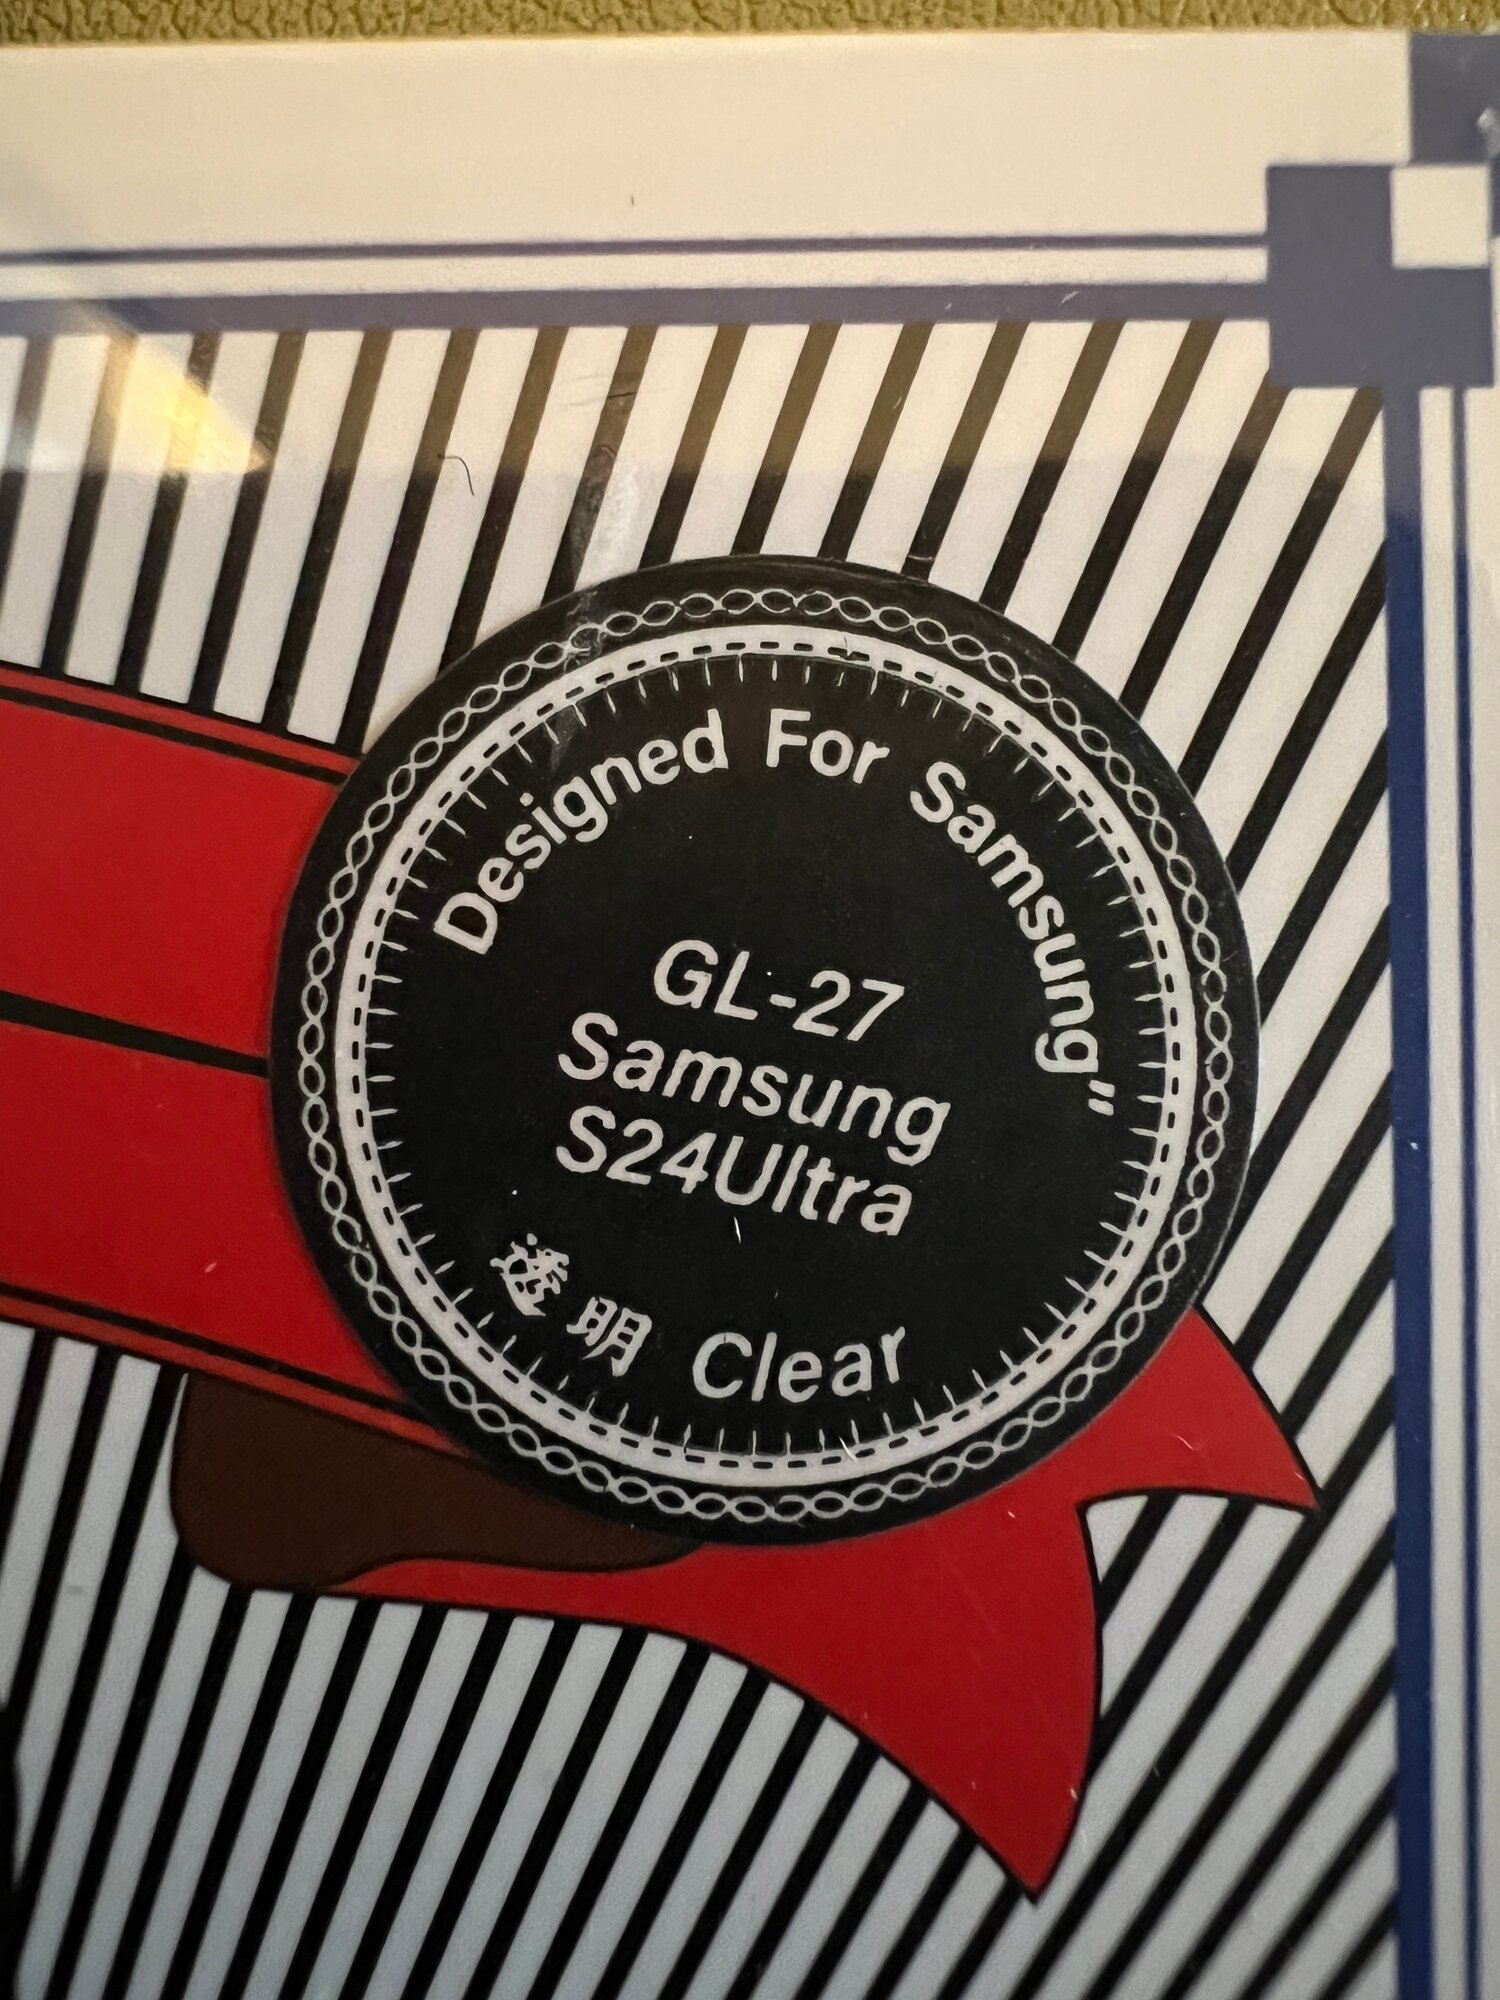 Designed For Samsung"
GL-27
Samsung
S24Ultra
透明 Clear